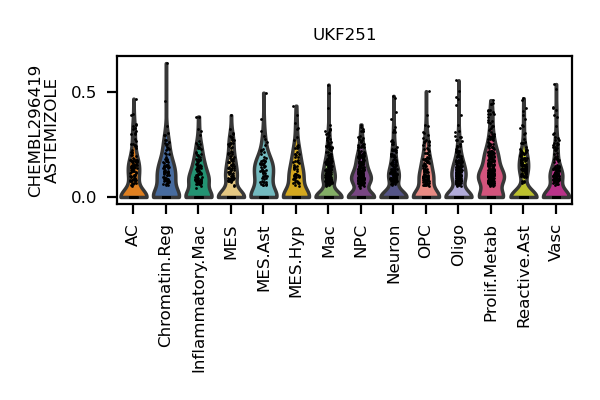 UKF251
CHEMBL296419
ASTEMIZOLE
0.5
0.0
AC
Chromatin.Reg
Inflammatory.Mac
MES
MES.Ast
MES.Hyp
Mac
NPC
Neuron
OPC
Oligo
Prolif.Metab
Reactive.Ast
Vasc